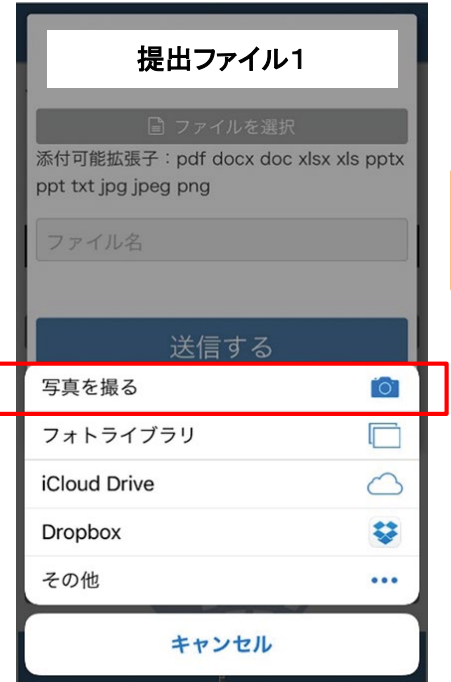 提出ファイル1
ファイルを選択
添付可能拡張子：pdf docx doc xlsx xls pptx
ppt txt jpg jpeg png
ファイル名
送信する
写真を撮る
フォトライブラリ
iCloud Drive
Dropbox
その他
キャンセル